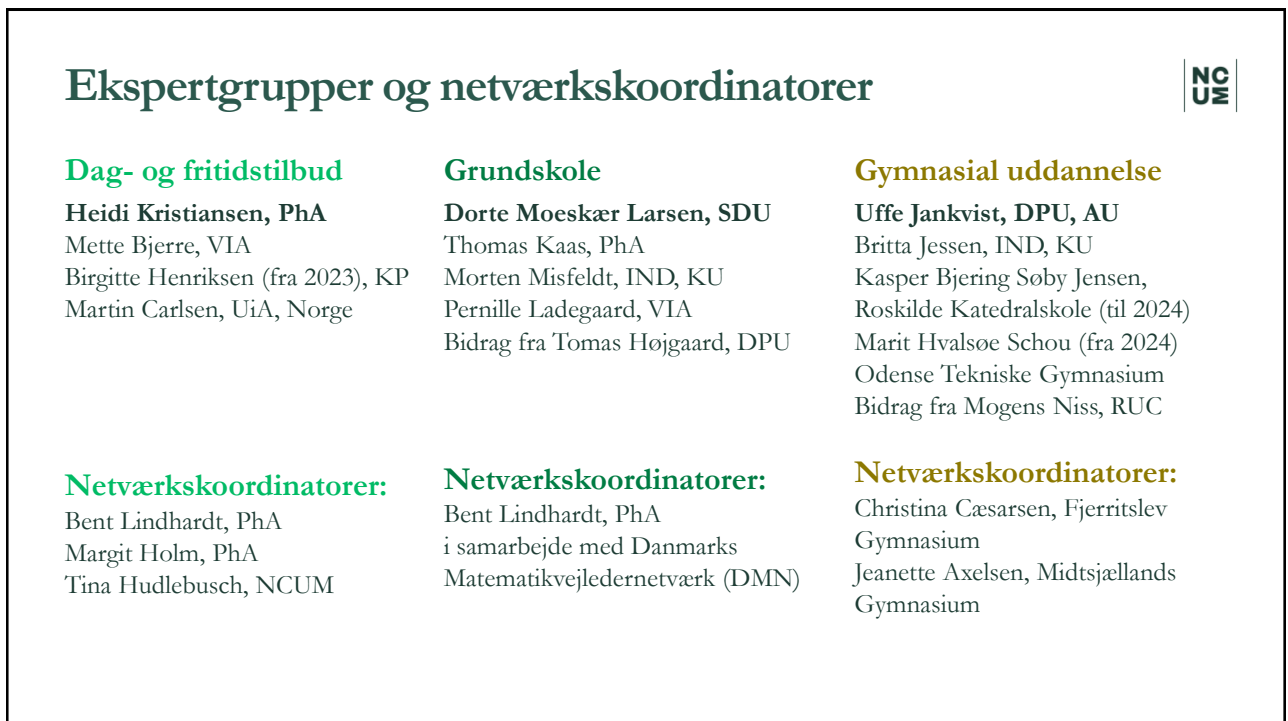 Ekspertgrupper og netværkskoordinatorer
NC
UM
Dag- og fritidstilbud
Heidi Kristiansen, PhA
Mette Bjerre, VIA
Birgitte Henriksen (fra 2023), KP
Martin Carlsen, UiA, Norge
Grundskole
Dorte Moeskær Larsen, SDU
Thomas Kaas, PhA
Morten Misfeldt, IND, KU
Pernille Ladegaard, VIA
Bidrag fra Tomas Højgaard, DPU
Gymnasial uddannelse
Uffe Jankvist, DPU, AU
Britta Jessen, IND, KU
Kasper Bjering Søby Jensen,
Roskilde Katedralskole (til 2024)
Marit Hvalsøe Schou (fra 2024)
Odense Tekniske Gymnasium
Bidrag fra Mogens Niss, RUC
Netværkskoordinatorer:
Bent Lindhardt, PhA
Margit Holm, PhA
Tina Hudlebusch, NCUM
Netværkskoordinatorer:
Bent Lindhardt, PhA
i samarbejde med Danmarks
Matematikvejledernetværk (DMN)
Netværkskoordinatorer:
Christina Cæsarsen, Fjerritslev
Gymnasium
Jeanette Axelsen, Midtsjællands
Gymnasium